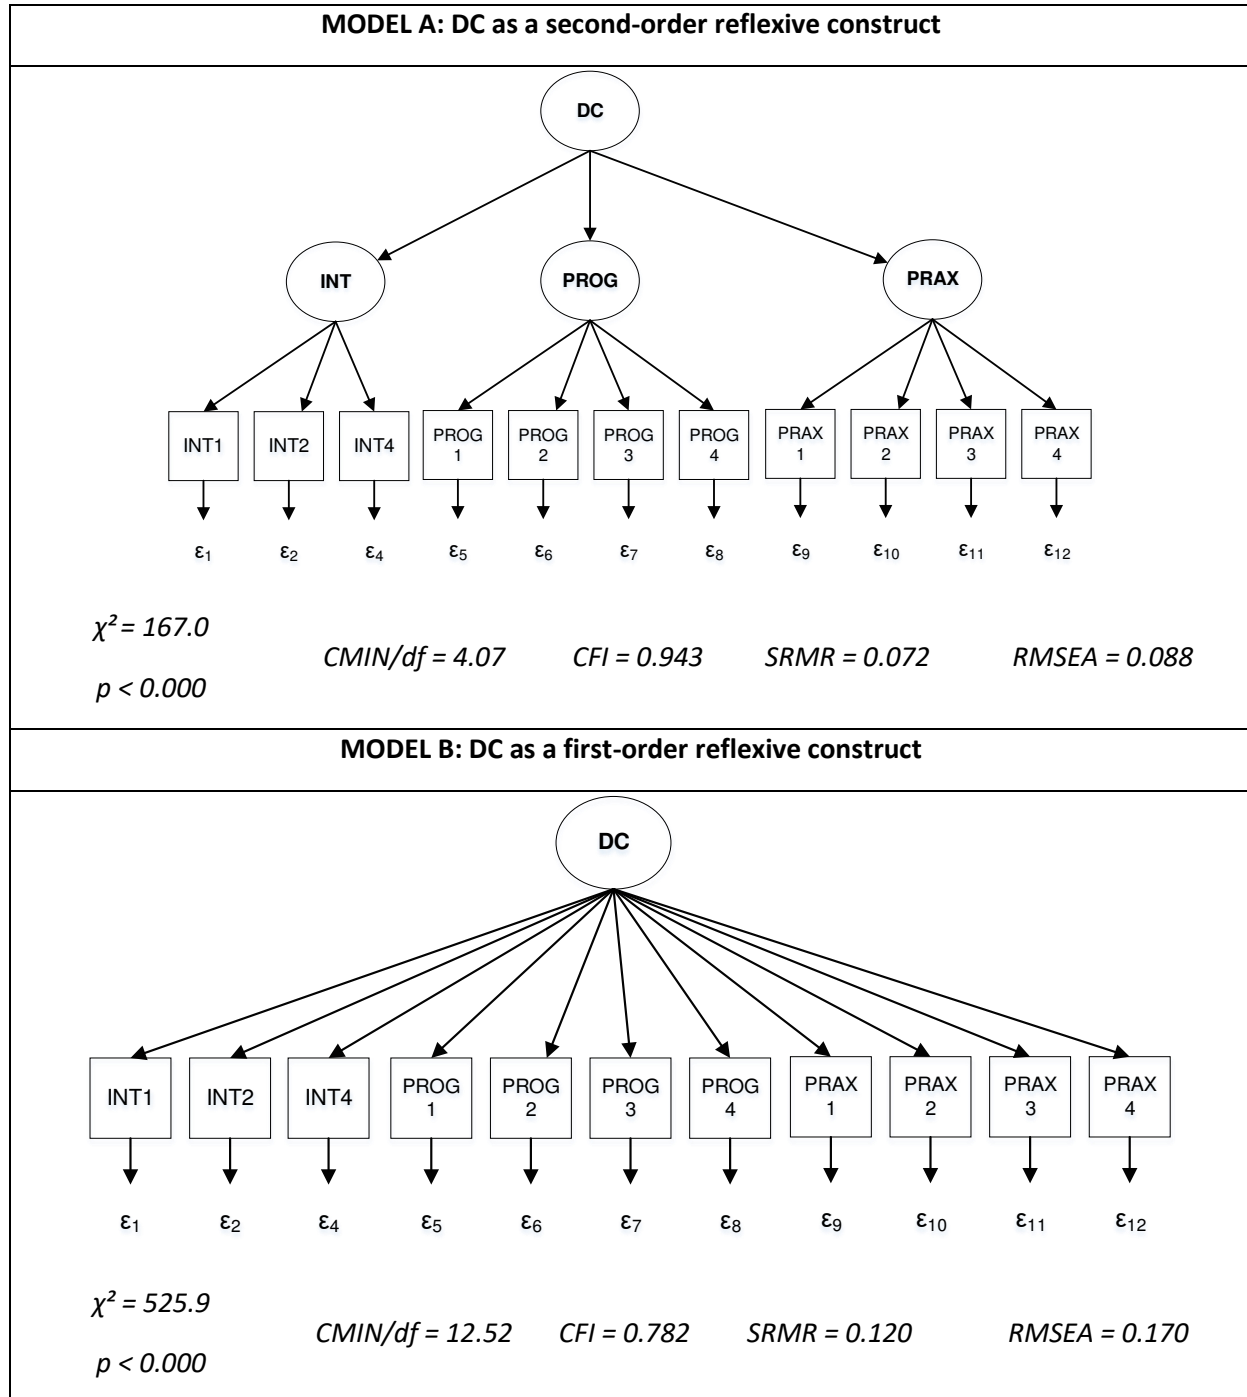 MODEL A: DC as a second-order reflexive construct
DC
INT PROG PRAX
INT1 INT2 INT4 PROG 1 PROG 2 PROG 3 PROG 4 PRAX 1 PRAX 2 PRAX 3 PRAX 4
ε1 ε2 ε4 ε5 ε6 ε7 ε8 ε9 ε10 ε11 ε12
χ² = 167.0
CMIN/df = 4.07 CFI = 0.943 SRMR = 0.072 RMSEA = 0.088
p < 0.000
MODEL B: DC as a first-order reflexive construct
DC
INT1 INT2 INT4 PROG 1 PROG 2 PROG 3 PROG 4 PRAX 1 PRAX 2 PRAX 3 PRAX 4
ε1 ε2 ε4 ε5 ε6 ε7 ε8 ε9 ε10 ε11 ε12
χ² = 525.9
CMIN/df = 12.52 CFI = 0.782 SRMR = 0.120 RMSEA = 0.170
p < 0.000